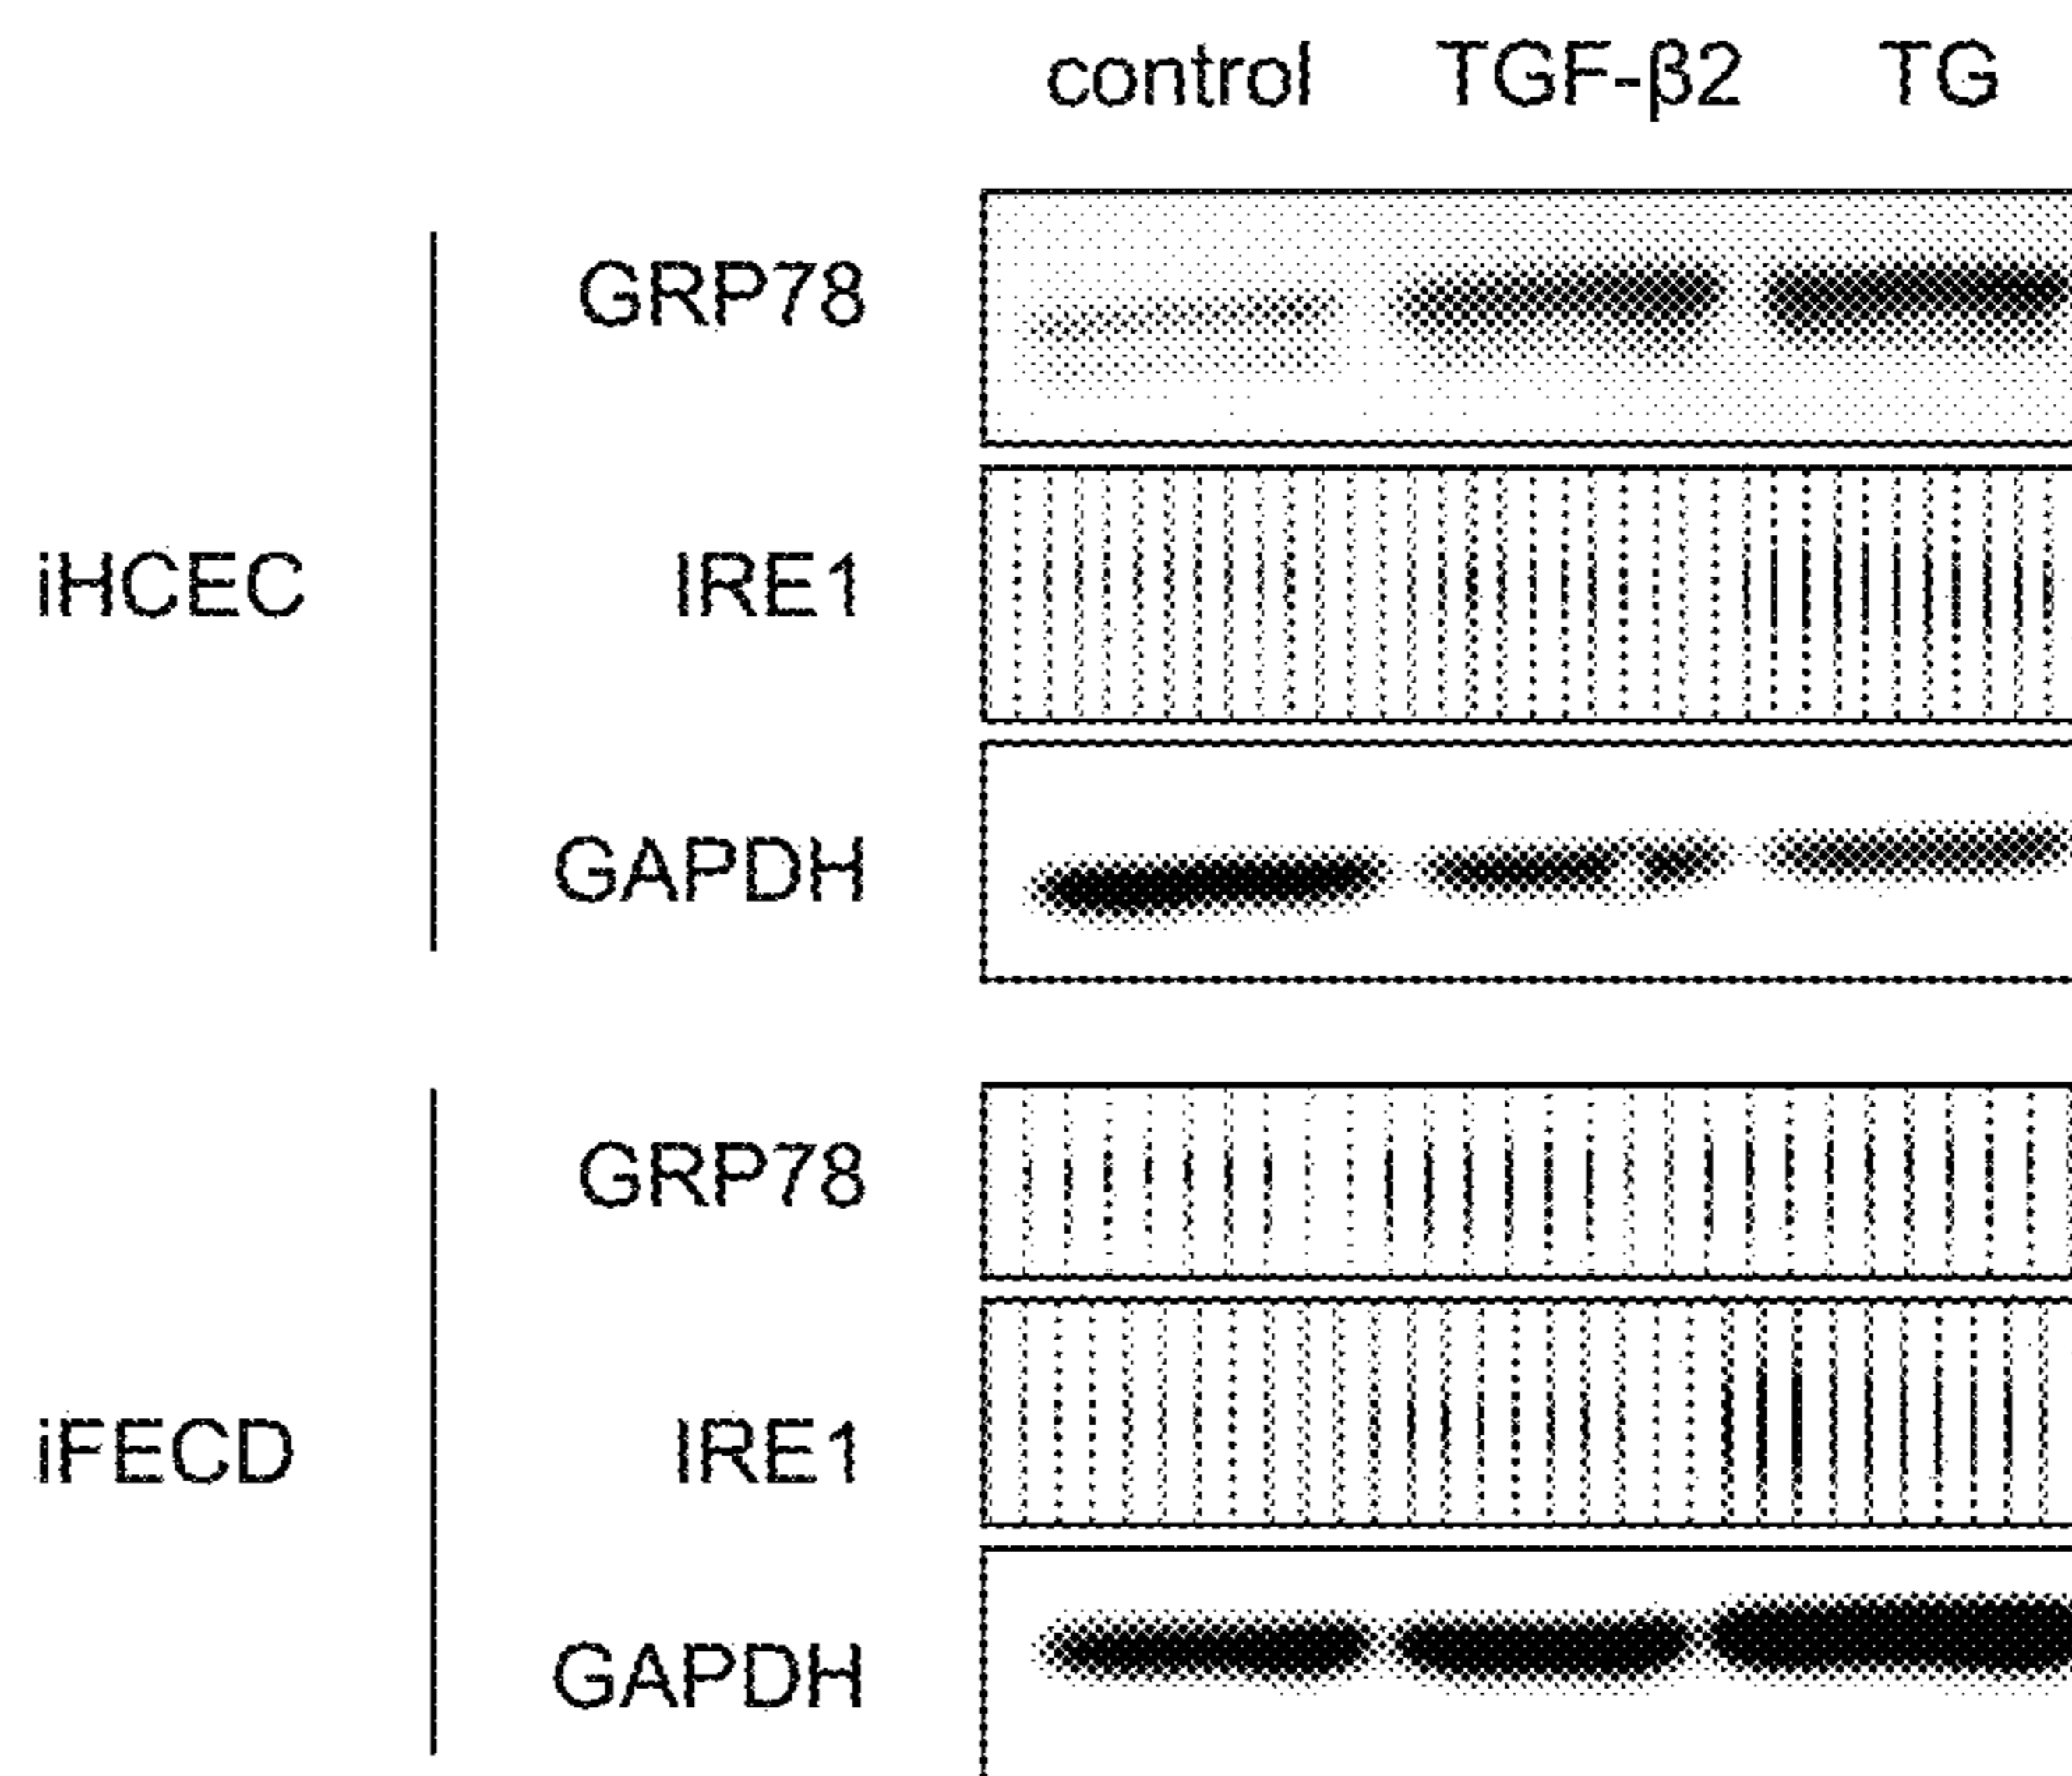 control TGF-β2 TG
GRP78
iHCEC IRE1
GAPDH
GRP78
iFECD IRE1
GAPDH